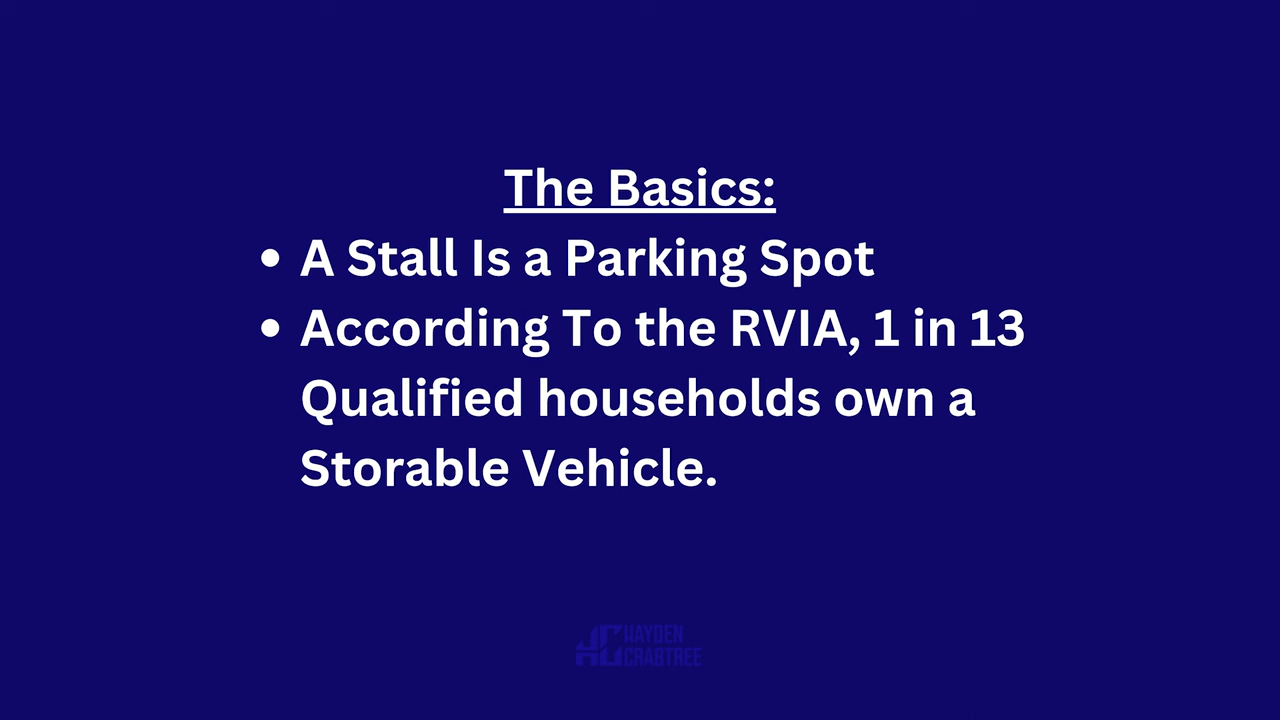 The Basics:
• A Stall Is a Parking Spot
• According To the RVIA, 1 in 13
Qualified households own a
Storable Vehicle.
HC HAYDEN
CRABTREE